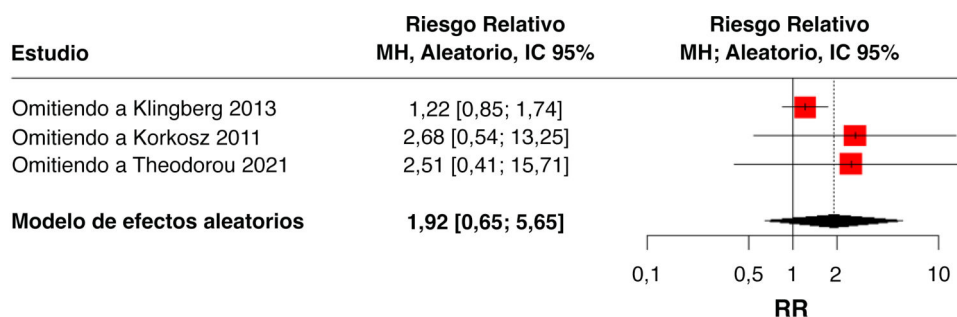 Riesgo Relativo Riesgo Relativo
Estudio MH, Aleatorio, IC 95% MH; Aleatorio, IC 95%
Omitiendo a Klingberg 2013 1,22 [0,85; 1,74]
Omitiendo a Korkosz 2011 2,68 [0,54; 13,25]
Omitiendo a Theodorou 2021 2,51 [0,41; 15,71]
Modelo de efectos aleatorios 1,92 [0,65; 5,65]
0,1 0,5 1 2 10
RR